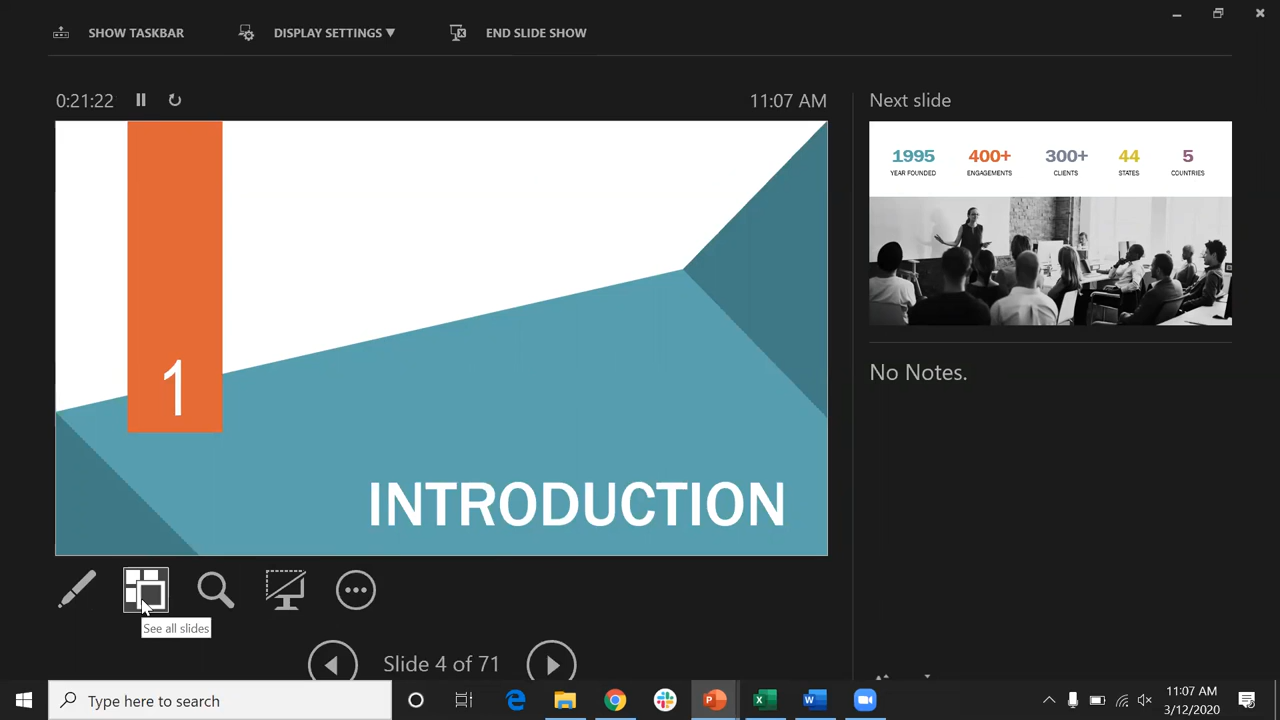 SHOW TASKBAR DISPLAY SETTINGS ▼ END SLIDE SHOW
0:21:22 11:07 AM
1
INTRODUCTION
Next slide
1995 400+ 300+ 44 5
YEAR FOUNDED ENGAGEMENTS CLIENTS STATES COUNTRIES
No Notes.
See all slides
Slide 4 of 71
Type here to search
11:07 AM
3/12/2020